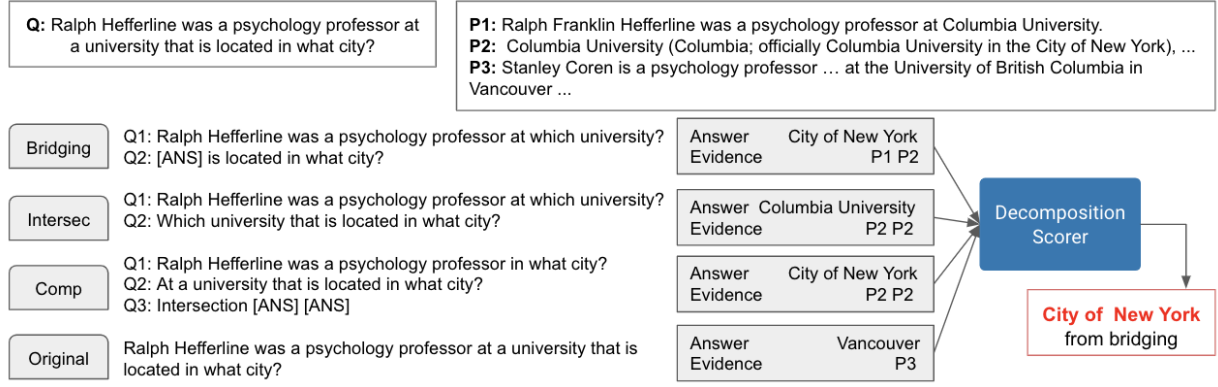 Q: Ralph Hefferline was a psychology professor at
a university that is located in what city?
P1: Ralph Franklin Hefferline was a psychology professor at Columbia University.
P2: Columbia University (Columbia; officially Columbia University in the City of New York), ...
P3: Stanley Coren is a psychology professor … at the University of British Columbia in
Vancouver ...
Bridging
Q1: Ralph Hefferline was a psychology professor at which university?
Q2: [ANS] is located in what city?
Answer City of New York
Evidence P1 P2
Intersec
Q1: Ralph Hefferline was a psychology professor at which university?
Q2: Which university that is located in what city?
Answer Columbia University
Evidence P2 P2
Comp
Q1: Ralph Hefferline was a psychology professor in what city?
Q2: At a university that is located in what city?
Q3: Intersection [ANS] [ANS]
Answer City of New York
Evidence P2 P2
Original
Ralph Hefferline was a psychology professor at a university that is
located in what city?
Answer Vancouver
Evidence P3
Decomposition
Scorer
City of New York
from bridging